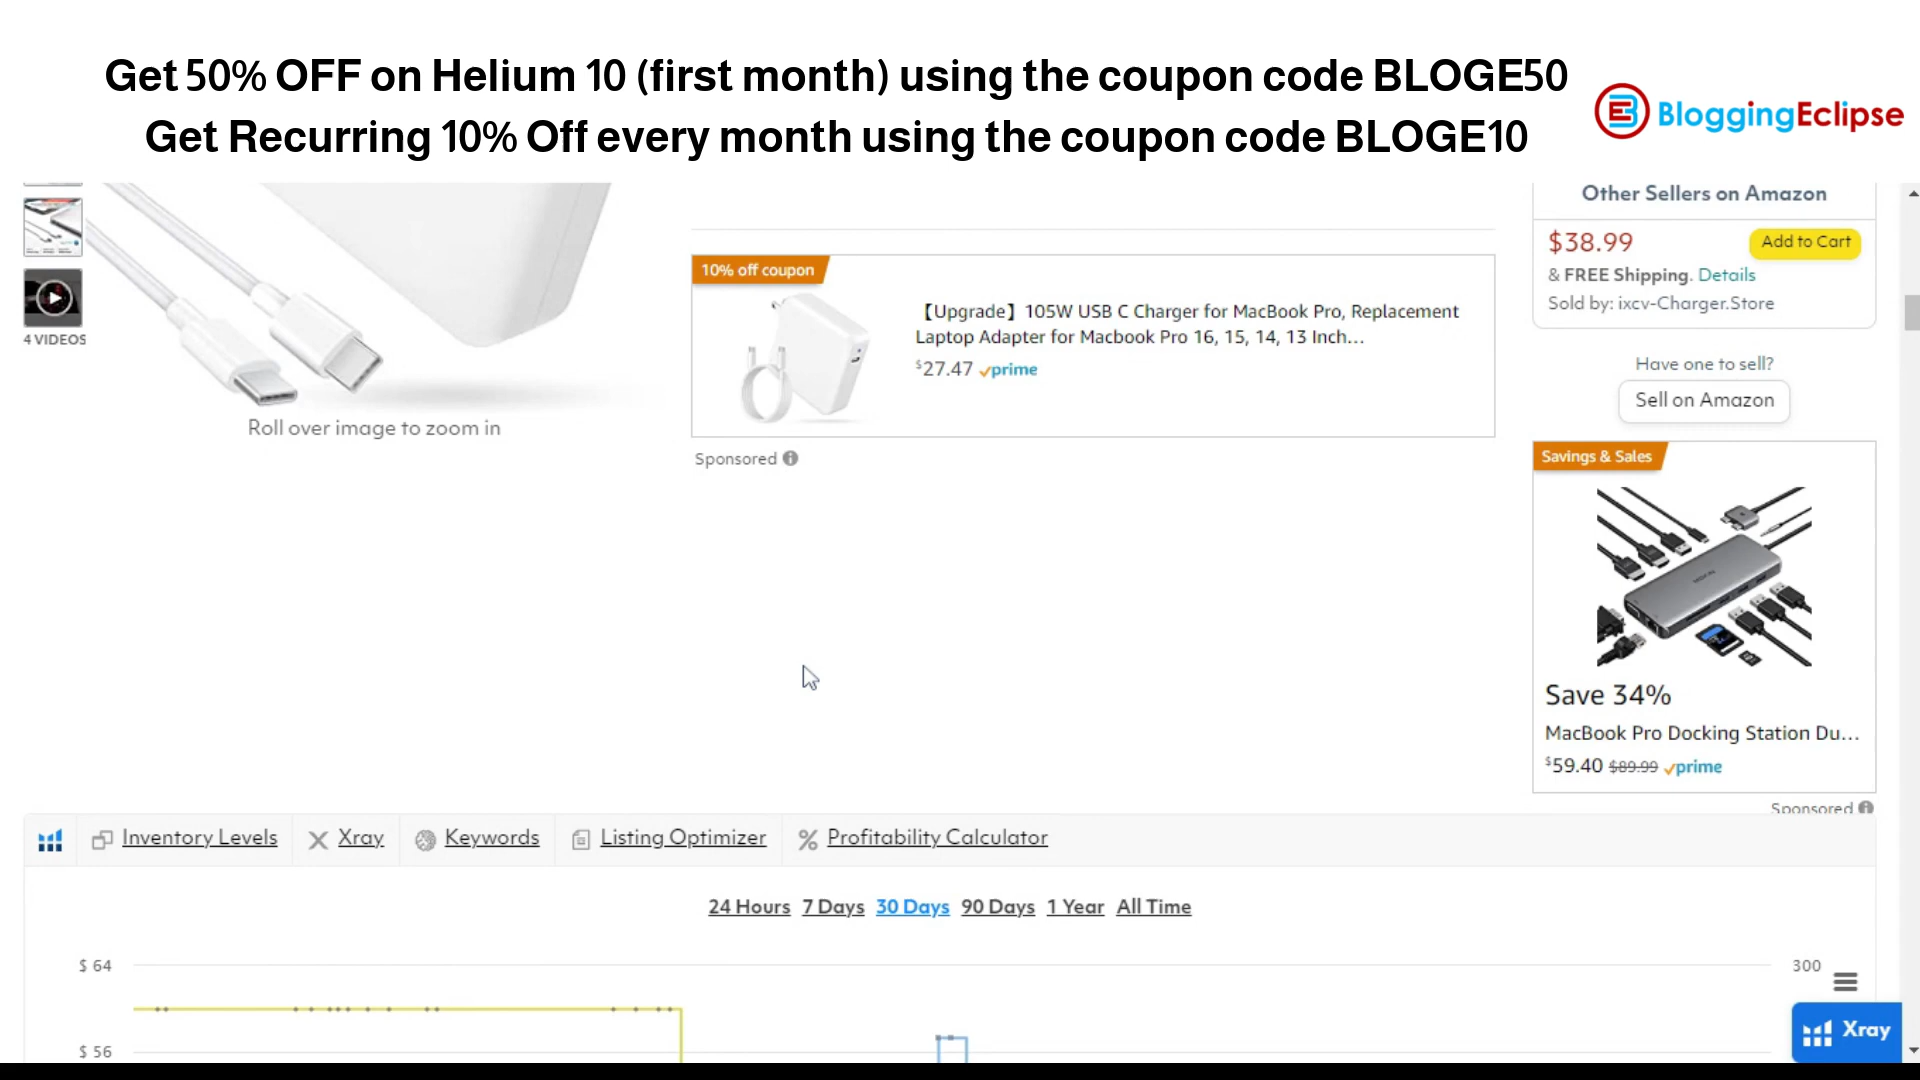 Get 50% OFF on Helium 10 (first month) using the coupon code BLOGE50
Get Recurring 10% Off every month using the coupon code BLOGE10
BloggingEclipse
4 VIDEOS
Roll over image to zoom in
10% off coupon
【Upgrade】105W USB C Charger for MacBook Pro, Replacement
Laptop Adapter for Macbook Pro 16, 15, 14, 13 Inch...
$27.47 prime
Sponsored
Other Sellers on Amazon
$38.99
Add to Cart
& FREE Shipping. Details
Sold by: ixcv-Charger.Store
Have one to sell?
Sell on Amazon
Savings & Sales
Save 34%
MacBook Pro Docking Station Du...
$59.40 $89.99 prime
Sponsored
Inventory Levels
Xray
Keywords
Listing Optimizer
Profitability Calculator
24 Hours 7 Days 30 Days 90 Days 1 Year All Time
$ 64
300
$ 56
Xray